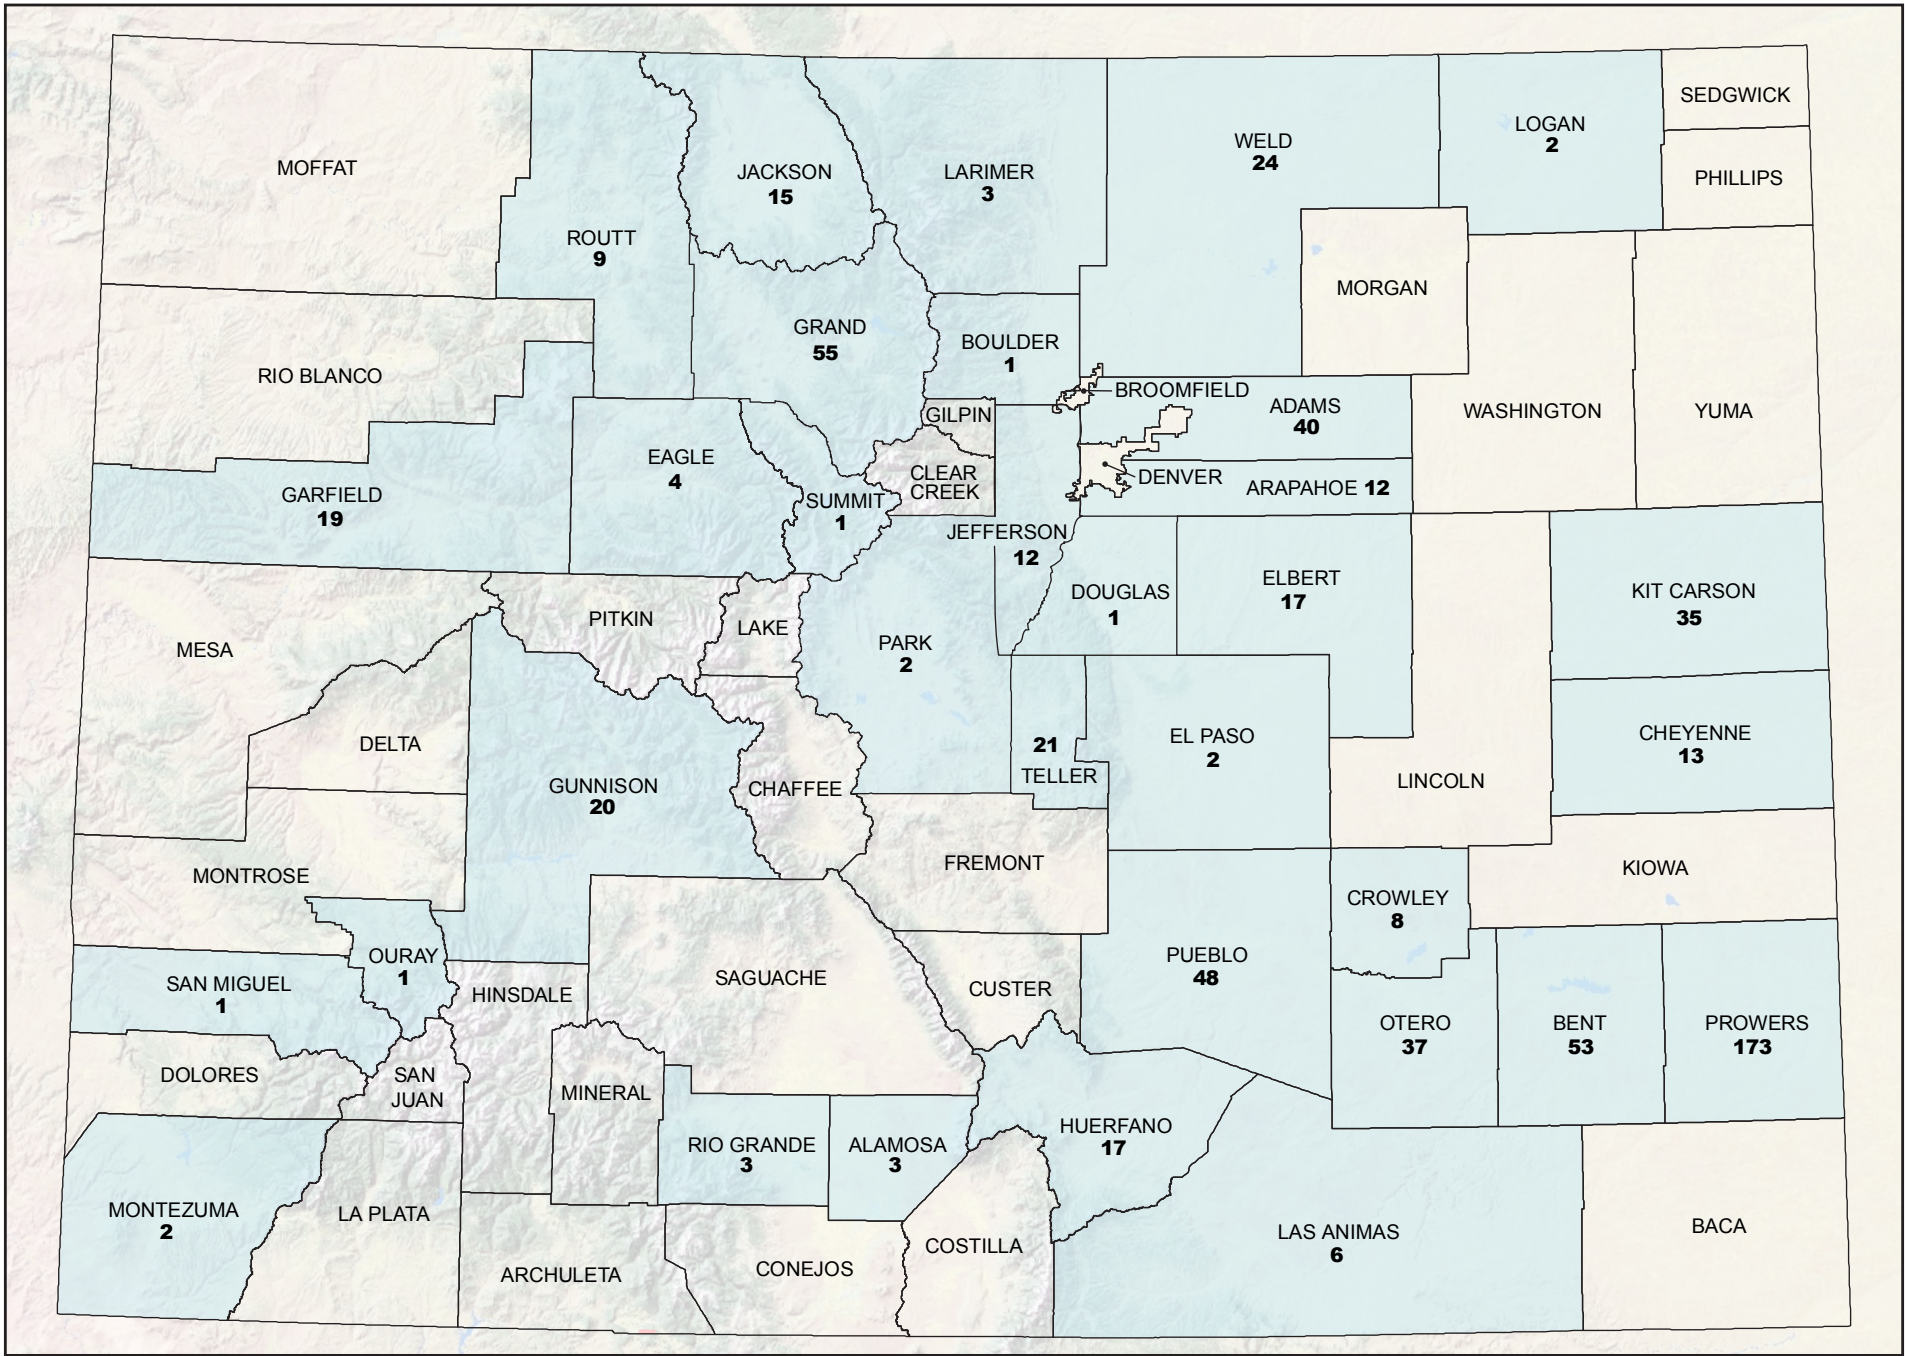 SEDGWICK
LOGAN
2
WELD
24
MOFFAT
JACKSON
15
LARIMER
3
PHILLIPS
ROUTT
9
MORGAN
GRAND
55
BOULDER
1
RIO BLANCO
BROOMFIELD
ADAMS
40
WASHINGTON
YUMA
GILPIN
EAGLE
4
CLEAR
CREEK
DENVER
ARAPAHOE 12
GARFIELD
19
SUMMIT
1
JEFFERSON
12
DOUGLAS
1
ELBERT
17
KIT CARSON
35
PITKIN
LAKE
MESA
PARK
2
DELTA
21
TELLER
EL PASO
2
CHEYENNE
13
GUNNISON
20
CHAFFEE
LINCOLN
MONTROSE
FREMONT
KIOWA
CROWLEY
8
OURAY
1
PUEBLO
48
SAN MIGUEL
1
HINSDALE
SAGUACHE
CUSTER
OTERO
37
BENT
53
PROWERS
173
DOLORES
SAN
JUAN
MINERAL
HUERFANO
17
RIO GRANDE
3
ALAMOSA
3
MONTEZUMA
2
LA PLATA
COSTILLA
LAS ANIMAS
6
BACA
ARCHULETA
CONEJOS